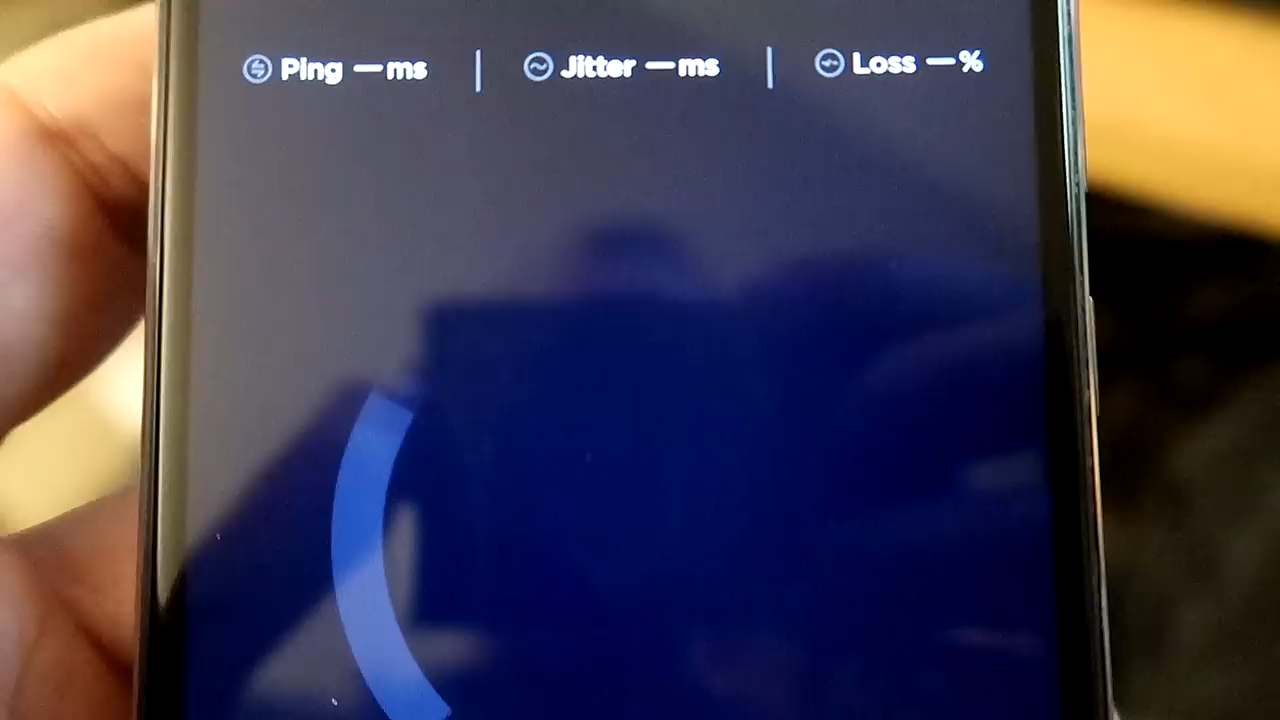 Ping —ms | Jitter —ms | Loss —%